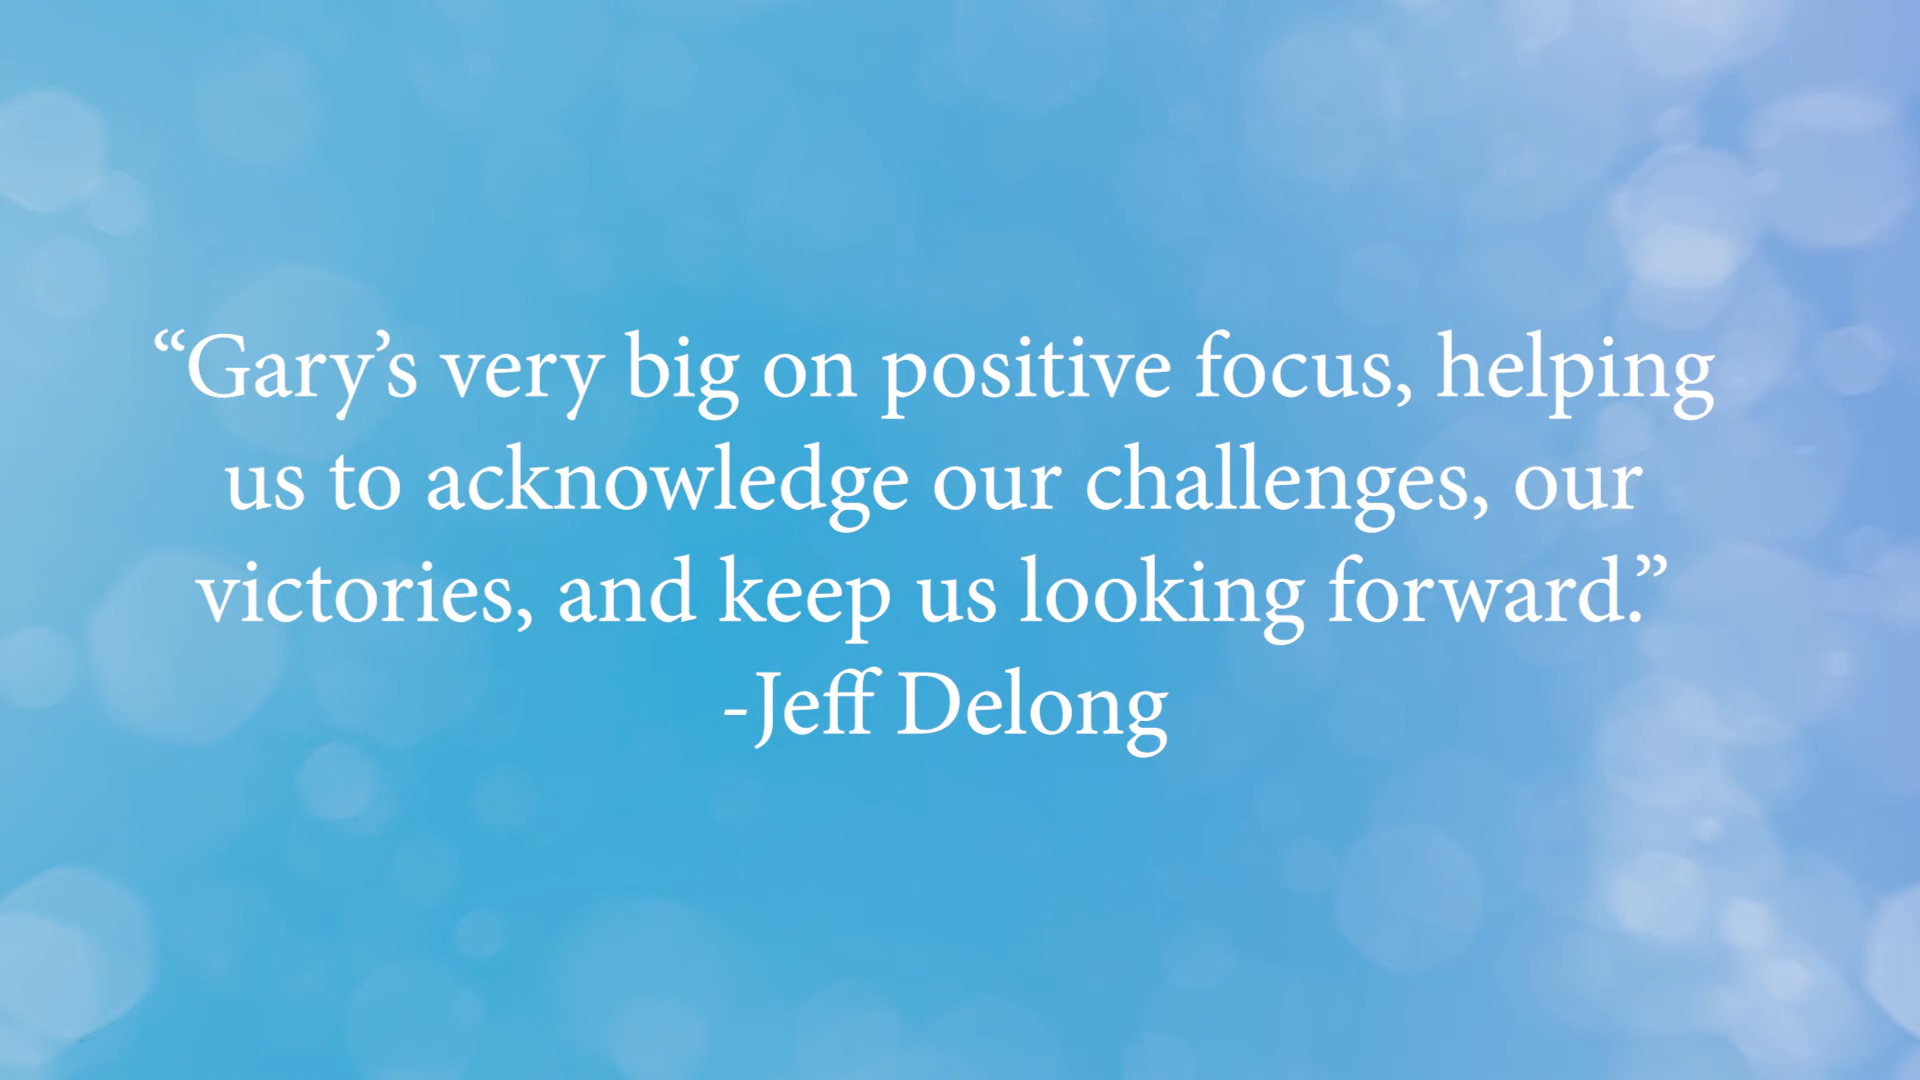 “Gary’s very big on positive focus, helping
us to acknowledge our challenges, our
victories, and keep us looking forward.”
-Jeff Delong